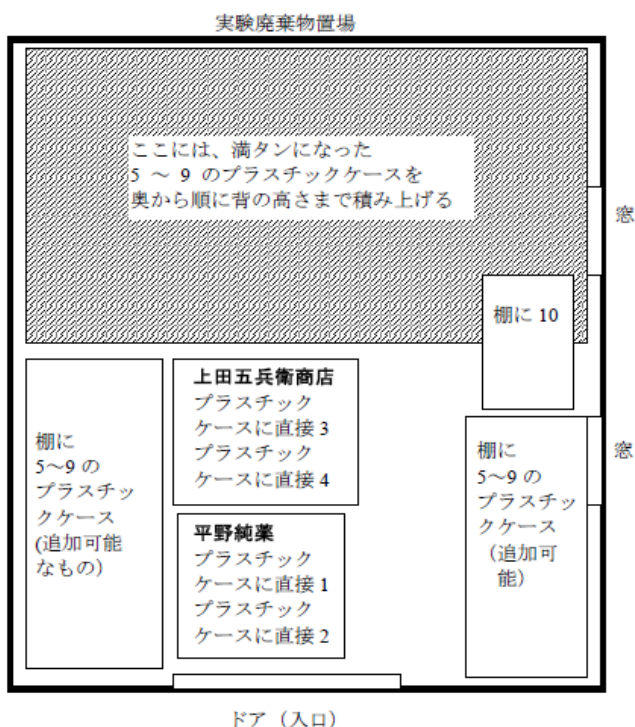 実験廃棄物置場
ここには、満タンになった
5 ～ 9 のプラスチックケースを
奥から順に背の高さまで積み上げる
窓
棚に 10
上田五兵衛商店
プラスチック
ケースに直接 3
プラスチック
ケースに直接 4
棚に
5～9 の
プラスチッ
クケース
(追加可能
なもの）
棚に
5～9 の
プラスチッ
クケース
（追加可
能）
窓
平野純薬
プラスチック
ケースに直接 1
プラスチック
ケースに直接 2
ドア（入口）